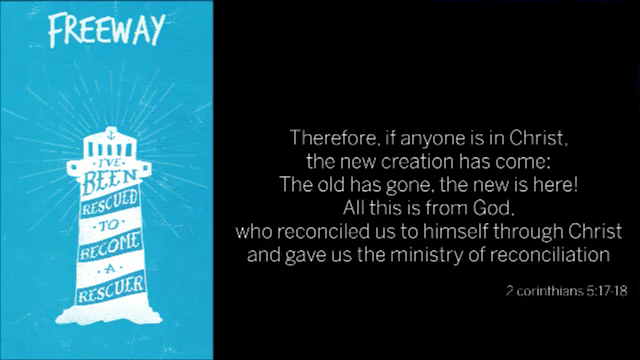 FREEWAY
· I'VE ·
BEEN
RESCUED
· TO ·
BECOME
· A ·
RESCUER
Therefore, if anyone is in Christ,
the new creation has come:
The old has gone, the new is here!
All this is from God,
who reconciled us to himself through Christ
and gave us the ministry of reconciliation
2 corinthians 5:17-18